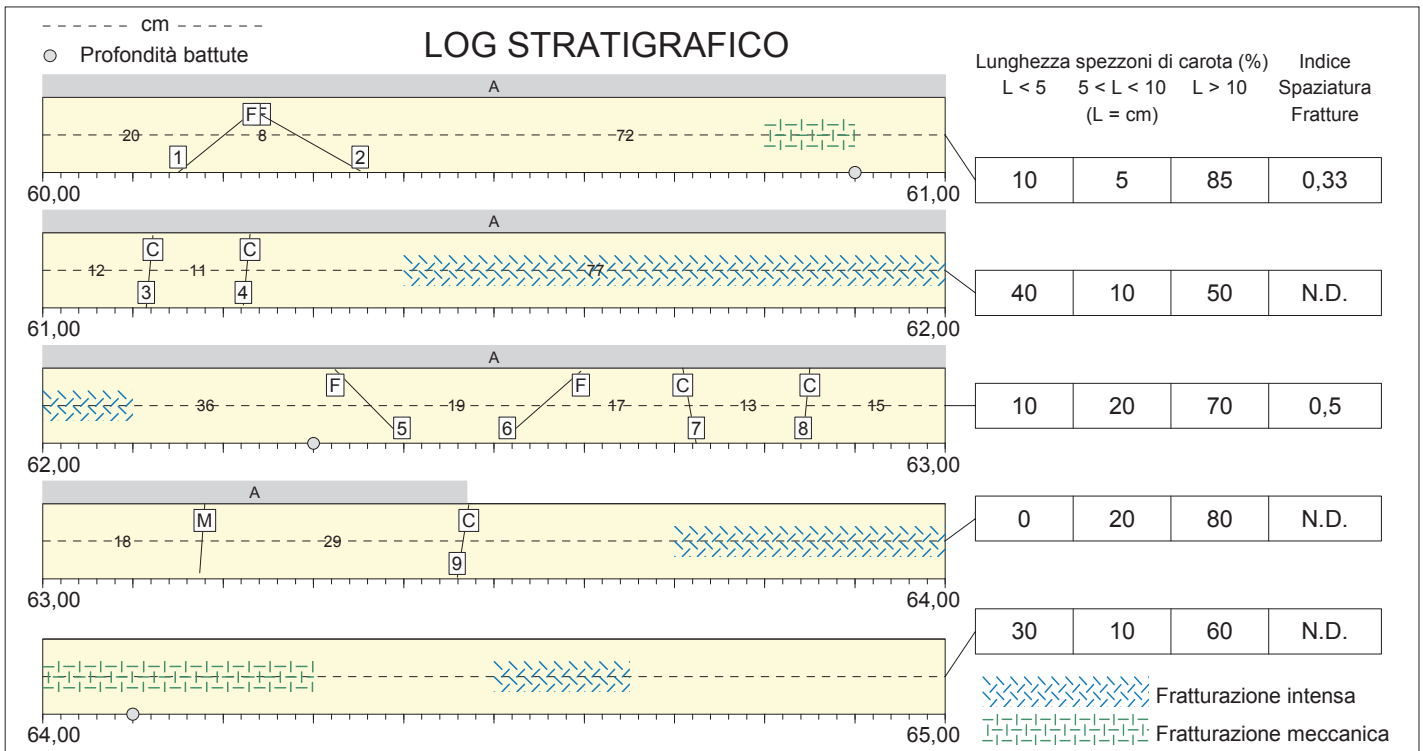 cm
Profondità battute
LOG STRATIGRAFICO
Lunghezza spezzoni di carota (%) Indice
L < 5 5 < L < 10 L > 10 Spaziatura
(L = cm) Fratture
A
F
20 8 72
1 2
60,00 61,00
10 5 85 0,33
A
C C
12 11 77
3 4
61,00 62,00
40 10 50 N.D.
A
F F C C
36 19 17 13 15
5 6 7 8
62,00 63,00
10 20 70 0,5
A
M C
18 29
9
63,00 64,00
0 20 80 N.D.
64,00 65,00
30 10 60 N.D.
Fratturazione intensa
Fratturazione meccanica